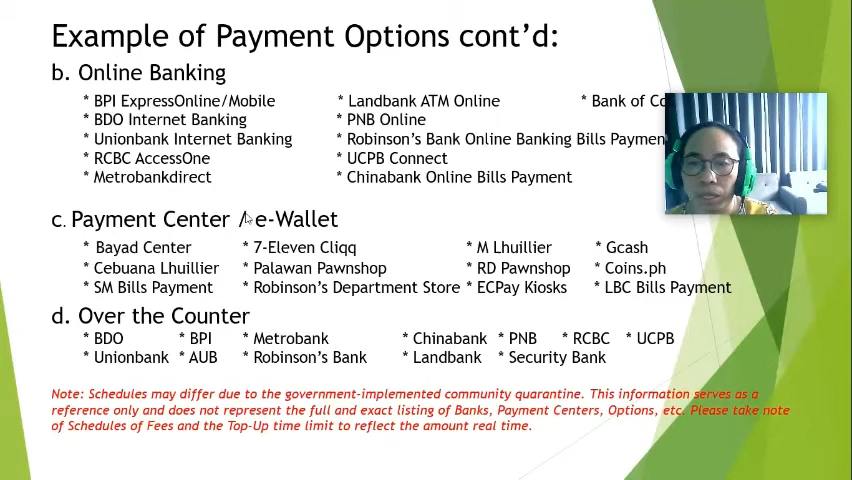 Example of Payment Options cont’d:
b. Online Banking
* BPI ExpressOnline/Mobile * Landbank ATM Online * Bank of
* BDO Internet Banking * PNB Online
* Unionbank Internet Banking * Robinson’s Bank Online Banking Bills
* RCBC AccessOne * UCPB Connect
* Metrobankdirect * Chinabank Online Bills Payment
c. Payment Center / e-Wallet
* Bayad Center * 7-Eleven Cliqq * M Lhuillier * Gcash
* Cebuana Lhuillier * Palawan Pawnshop * RD Pawnshop * Coins.ph
* SM Bills Payment * Robinson’s Department Store * ECPay Kiosks * LBC Bills Payment
d. Over the Counter
* BDO * BPI * Metrobank * Chinabank * PNB * RCBC * UCPB
* Unionbank * AUB * Robinson’s Bank * Landbank * Security Bank
Note: Schedules may differ due to the government-implemented community quarantine. This information serves as a
reference only and does not represent the full and exact listing of Banks, Payment Centers, Options, etc. Please take note
of Schedules of Fees and the Top-Up time limit to reflect the amount real time.